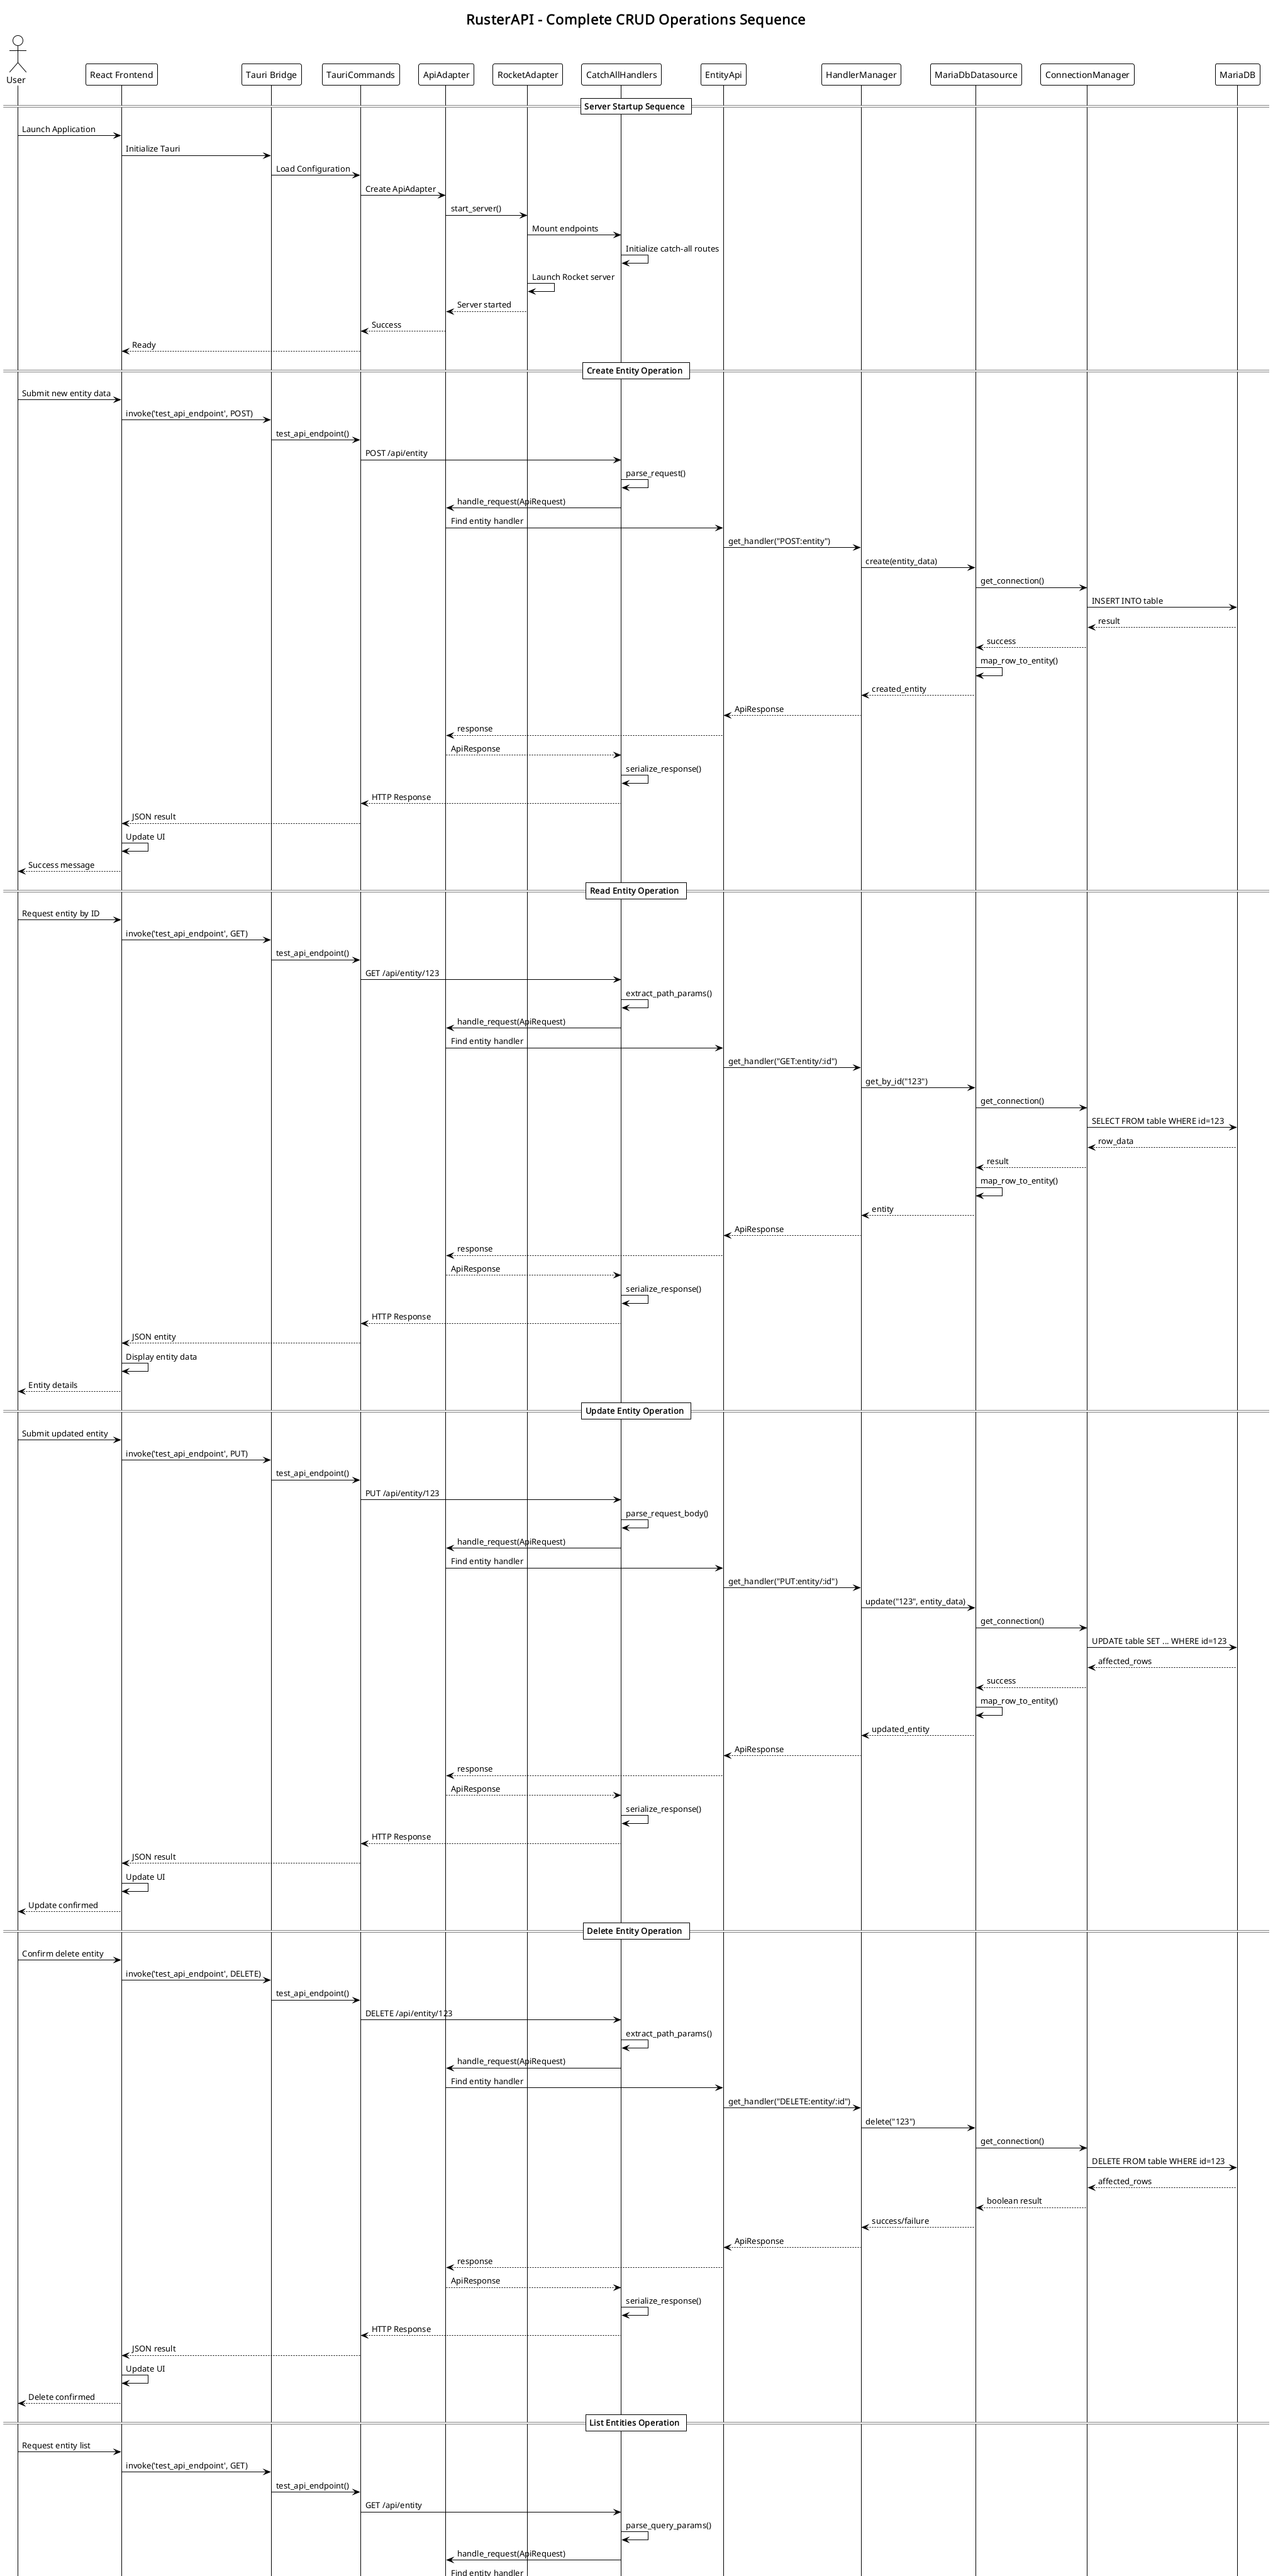 RusterAPI - Complete CRUD Operations Sequence
User
React Frontend
Tauri Bridge
TauriCommands
ApiAdapter
RocketAdapter
CatchAllHandlers
EntityApi
HandlerManager
MariaDbDatasource
ConnectionManager
MariaDB
Server Startup Sequence
Launch Application
Initialize Tauri
Load Configuration
Create ApiAdapter
start_server()
Mount endpoints
Initialize catch-all routes
Launch Rocket server
Server started
Success
Ready
Create Entity Operation
Submit new entity data
invoke('test_api_endpoint', POST)
test_api_endpoint()
POST /api/entity
parse_request()
handle_request(ApiRequest)
Find entity handler
get_handler("POST:entity")
create(entity_data)
get_connection()
INSERT INTO table
result
success
map_row_to_entity()
created_entity
ApiResponse
response
ApiResponse
serialize_response()
HTTP Response
JSON result
Update UI
Success message
Read Entity Operation
Request entity by ID
invoke('test_api_endpoint', GET)
test_api_endpoint()
GET /api/entity/123
extract_path_params()
handle_request(ApiRequest)
Find entity handler
get_handler("GET:entity/:id")
get_by_id("123")
get_connection()
SELECT FROM table WHERE id=123
row_data
result
map_row_to_entity()
entity
ApiResponse
response
ApiResponse
serialize_response()
HTTP Response
JSON entity
Display entity data
Entity details
Update Entity Operation
Submit updated entity
invoke('test_api_endpoint', PUT)
test_api_endpoint()
PUT /api/entity/123
parse_request_body()
handle_request(ApiRequest)
Find entity handler
get_handler("PUT:entity/:id")
update("123", entity_data)
get_connection()
UPDATE table SET ... WHERE id=123
affected_rows
success
map_row_to_entity()
updated_entity
ApiResponse
response
ApiResponse
serialize_response()
HTTP Response
JSON result
Update UI
Update confirmed
Delete Entity Operation
Confirm delete entity
invoke('test_api_endpoint', DELETE)
test_api_endpoint()
DELETE /api/entity/123
extract_path_params()
handle_request(ApiRequest)
Find entity handler
get_handler("DELETE:entity/:id")
delete("123")
get_connection()
DELETE FROM table WHERE id=123
affected_rows
boolean result
success/failure
ApiResponse
response
ApiResponse
serialize_response()
HTTP Response
JSON result
Update UI
Delete confirmed
List Entities Operation
Request entity list
invoke('test_api_endpoint', GET)
test_api_endpoint()
GET /api/entity
parse_query_params()
handle_request(ApiRequest)
Find entity handler